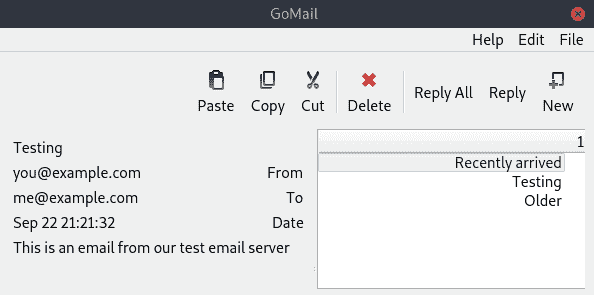 GoMail
Help Edit File
Paste Copy Cut Delete Reply All Reply New
Testing
you@example.com From
me@example.com To
Sep 22 21:21:32 Date
This is an email from our test email server
1
Recently arrived
Testing
Older